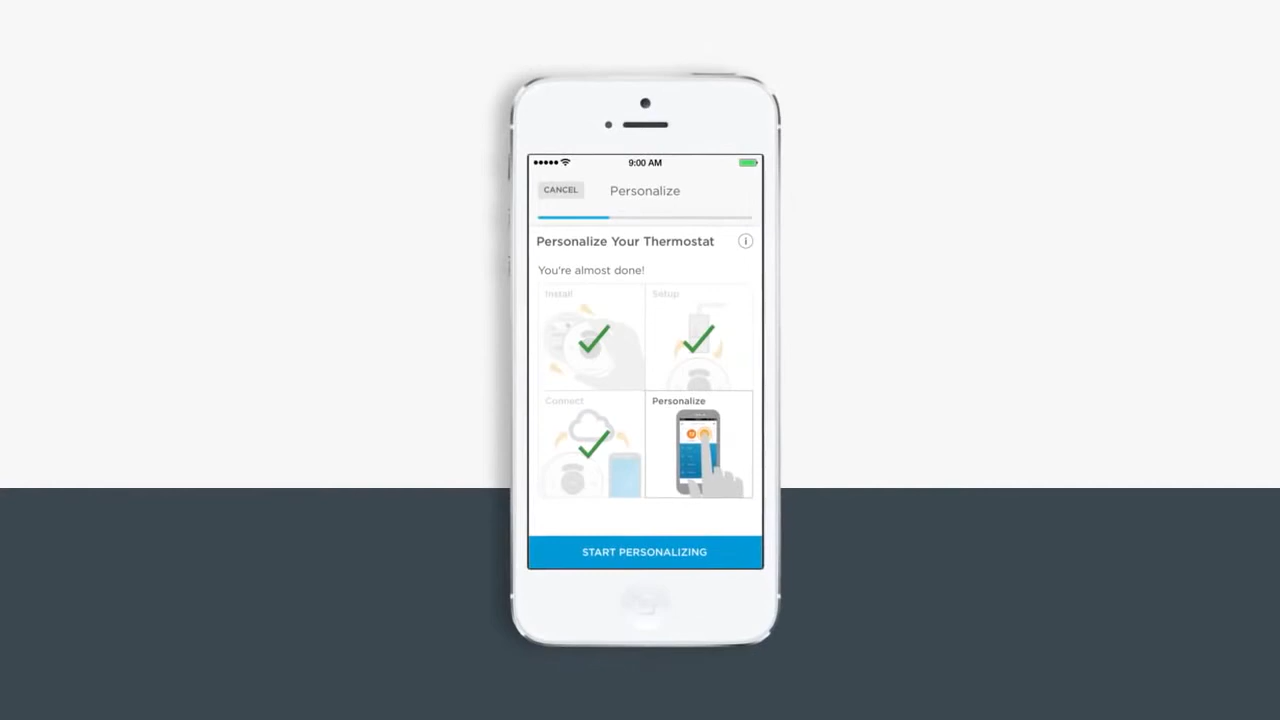 9:00 AM
CANCEL
Personalize
Personalize Your Thermostat
i
You're almost done!
Install
Setup
Connect
Personalize
START PERSONALIZING